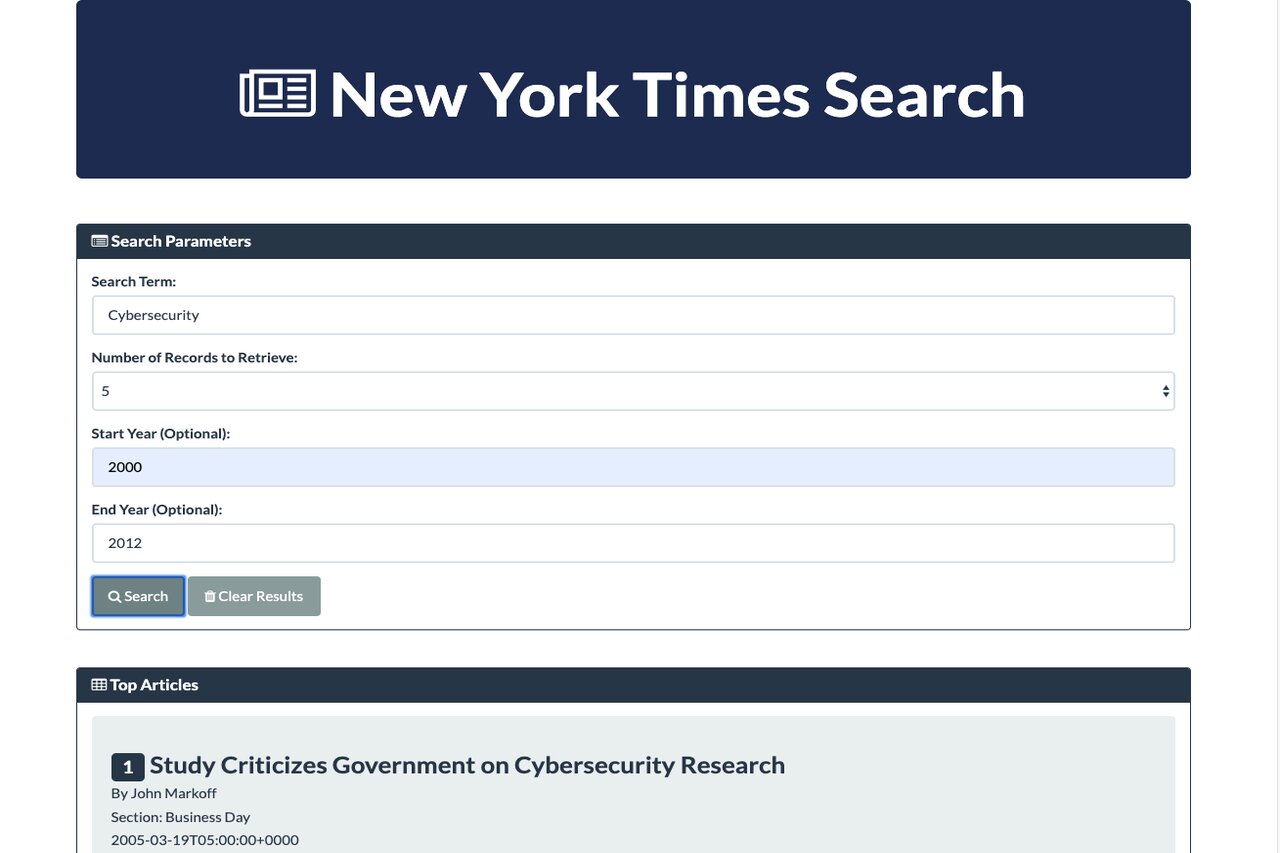 New York Times Search
Search Parameters
Search Term:
Cybersecurity
Number of Records to Retrieve:
5
Start Year (Optional):
2000
End Year (Optional):
2012
Search Clear Results
Top Articles
1 Study Criticizes Government on Cybersecurity Research
By John Markoff
Section: Business Day
2005-03-19T05:00:00+0000